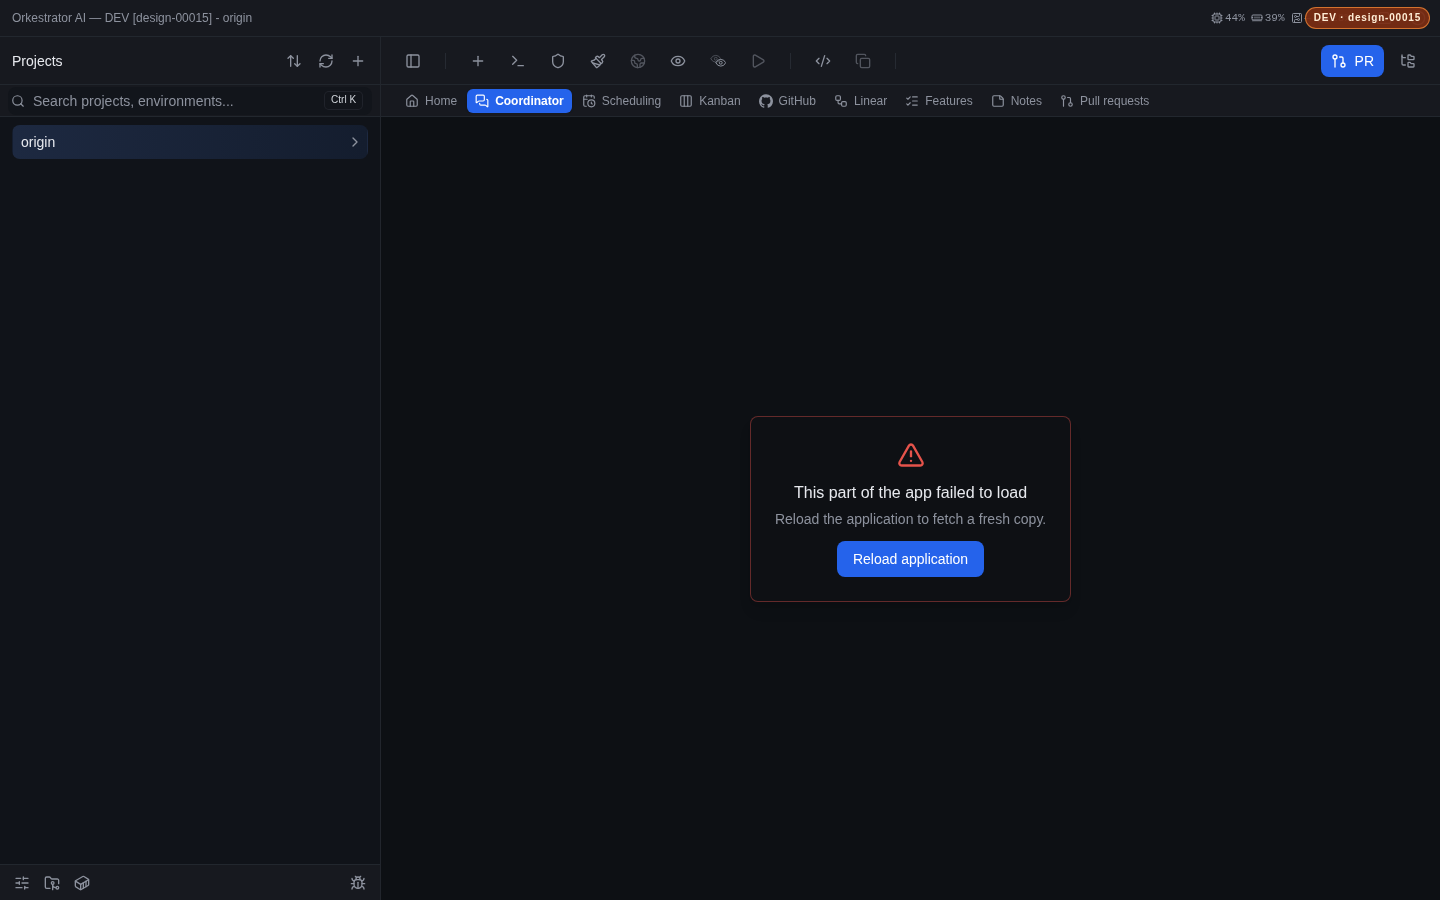 Orkestrator AI — DEV [design-00015] - origin
44% 39%
DEV · design-00015
Projects
PR
Search projects, environments...
Ctrl K
Home
Coordinator
Scheduling
Kanban
GitHub
Linear
Features
Notes
Pull requests
origin
This part of the app failed to load
Reload the application to fetch a fresh copy.
Reload application